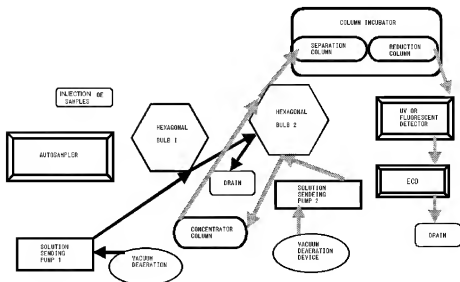 COLUMN INCUBATOR
SEPARATION
COLUMN
REDUCTION
COLUMN
INJECTION OF
SAMPLES
HEXAGONAL
BULB 1
HEXAGONAL
BULB 2
UV OR
FLUORESCENT
DETECTOR
AUTOSAMPLER
DRAIN
ECD
SOLUTION
SENDEING
PUMP 2
CONCENTRATOR
COLUMN
DRAIN
SOLUTION
SENDING
PUMP 1
VACUUM
DEAERATION
VACUUM
DEAERATION
DEVICE